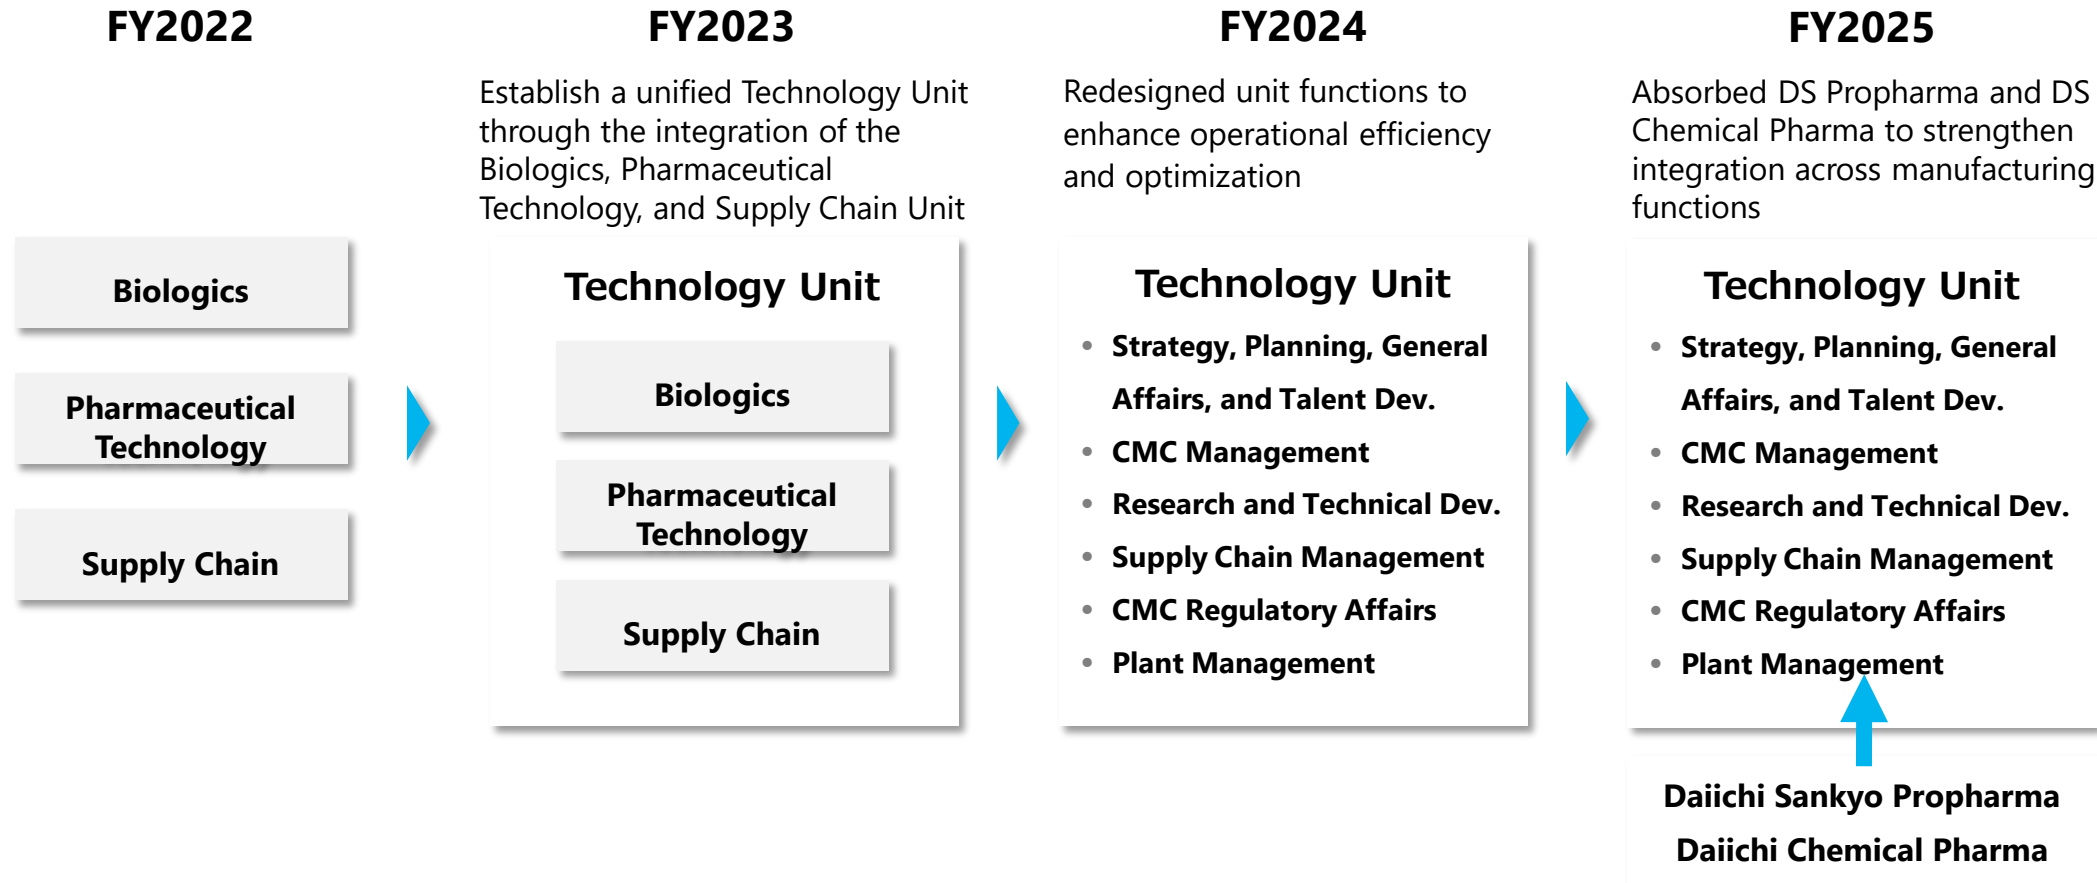 FY2022
Biologics
Pharmaceutical
Technology
Supply Chain
FY2023
Establish a unified Technology Unit
through the integration of the
Biologics, Pharmaceutical
Technology, and Supply Chain Unit
Technology Unit
Biologics
Pharmaceutical
Technology
Supply Chain
FY2024
Redesigned unit functions to
enhance operational efficiency
and optimization
Technology Unit
• Strategy, Planning, General
Affairs, and Talent Dev.
• CMC Management
• Research and Technical Dev.
• Supply Chain Management
• CMC Regulatory Affairs
• Plant Management
FY2025
Absorbed DS Propharma and DS
Chemical Pharma to strengthen
integration across manufacturing
functions
Technology Unit
• Strategy, Planning, General
Affairs, and Talent Dev.
• CMC Management
• Research and Technical Dev.
• Supply Chain Management
• CMC Regulatory Affairs
• Plant Management
Daiichi Sankyo Propharma
Daiichi Chemical Pharma